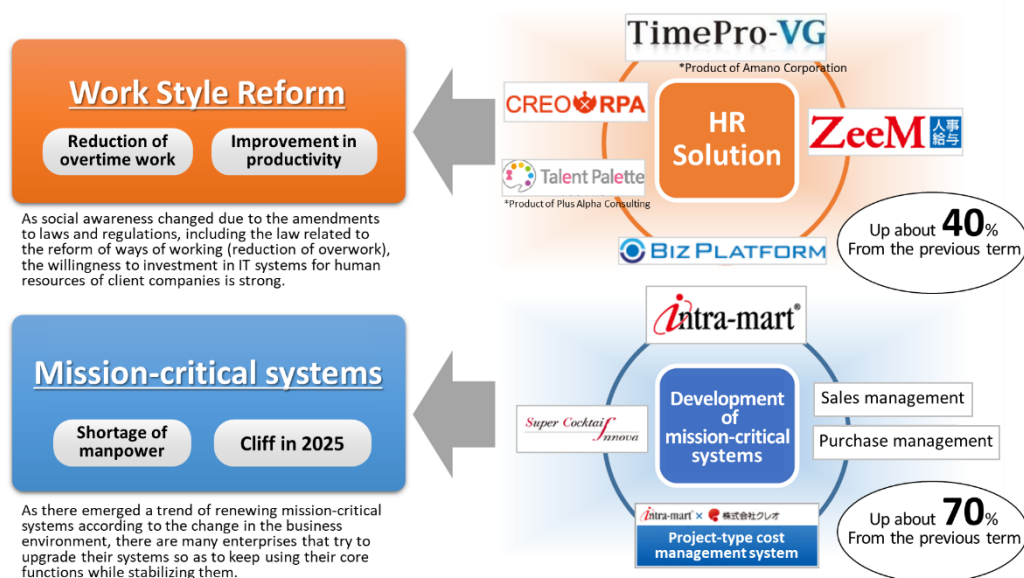 Work Style Reform
Reduction of
overtime work
Improvement in
productivity
As social awareness changed due to the amendments
to laws and regulations, including the law related to
the reform of ways of working (reduction of overwork),
the willingness to investment in IT systems for human
resources of client companies is strong.
TimePro-VG
*Product of Amano Corporation
CREO RPA
HR
Solution
ZeeM 人事
給与
Talent Palette
*Product of Plus Alpha Consulting
BIZ PLATFORM
Up about 40%
From the previous term
Mission-critical systems
Shortage of
manpower
Cliff in 2025
As there emerged a trend of renewing mission-critical
systems according to the change in the business
environment, there are many enterprises that try to
upgrade their systems so as to keep using their core
functions while stabilizing them.
intra-mart®
Super Cocktail
Innova
Development
of
mission-critical
systems
Sales management
Purchase management
intra-mart × 株式会社クレオ
Project-type cost
management system
Up about 70%
From the previous term